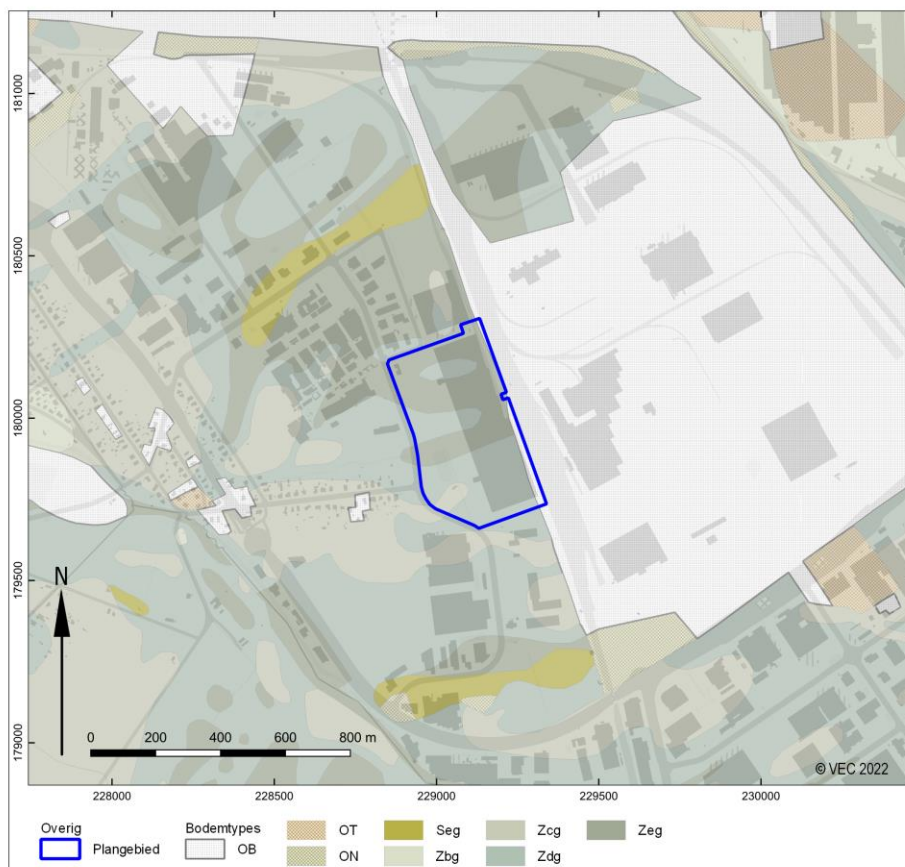 181000
180500
180000
179500
179000
N
0 200 400 600 800 m
© VEC 2022
228000 228500 229000 229500 230000
Overig
Plangebied
Bodemtypes
OB
OT
ON
Seg
Zbg
Zcg
Zdg
Zeg